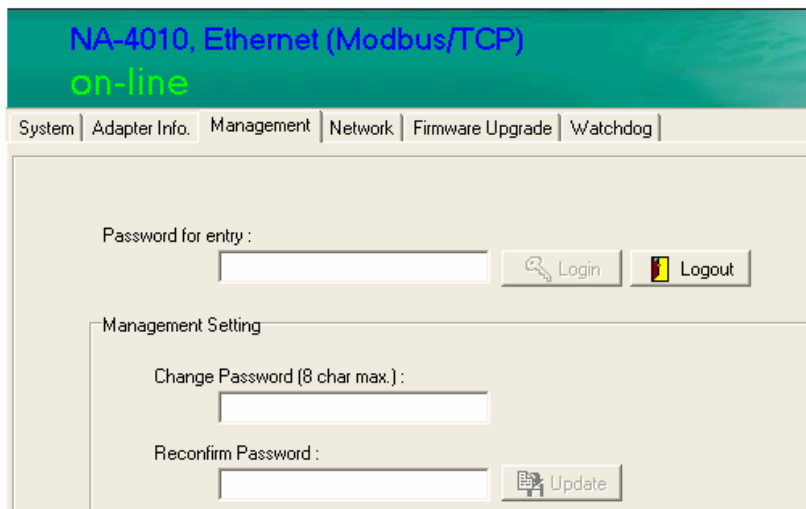 NA-4010, Ethernet (Modbus/TCP)
on-line
System Adapter Info. Management Network Firmware Upgrade Watchdog
Password for entry :
Login Logout
Management Setting
Change Password (8 char max.) :
Reconfirm Password :
Update